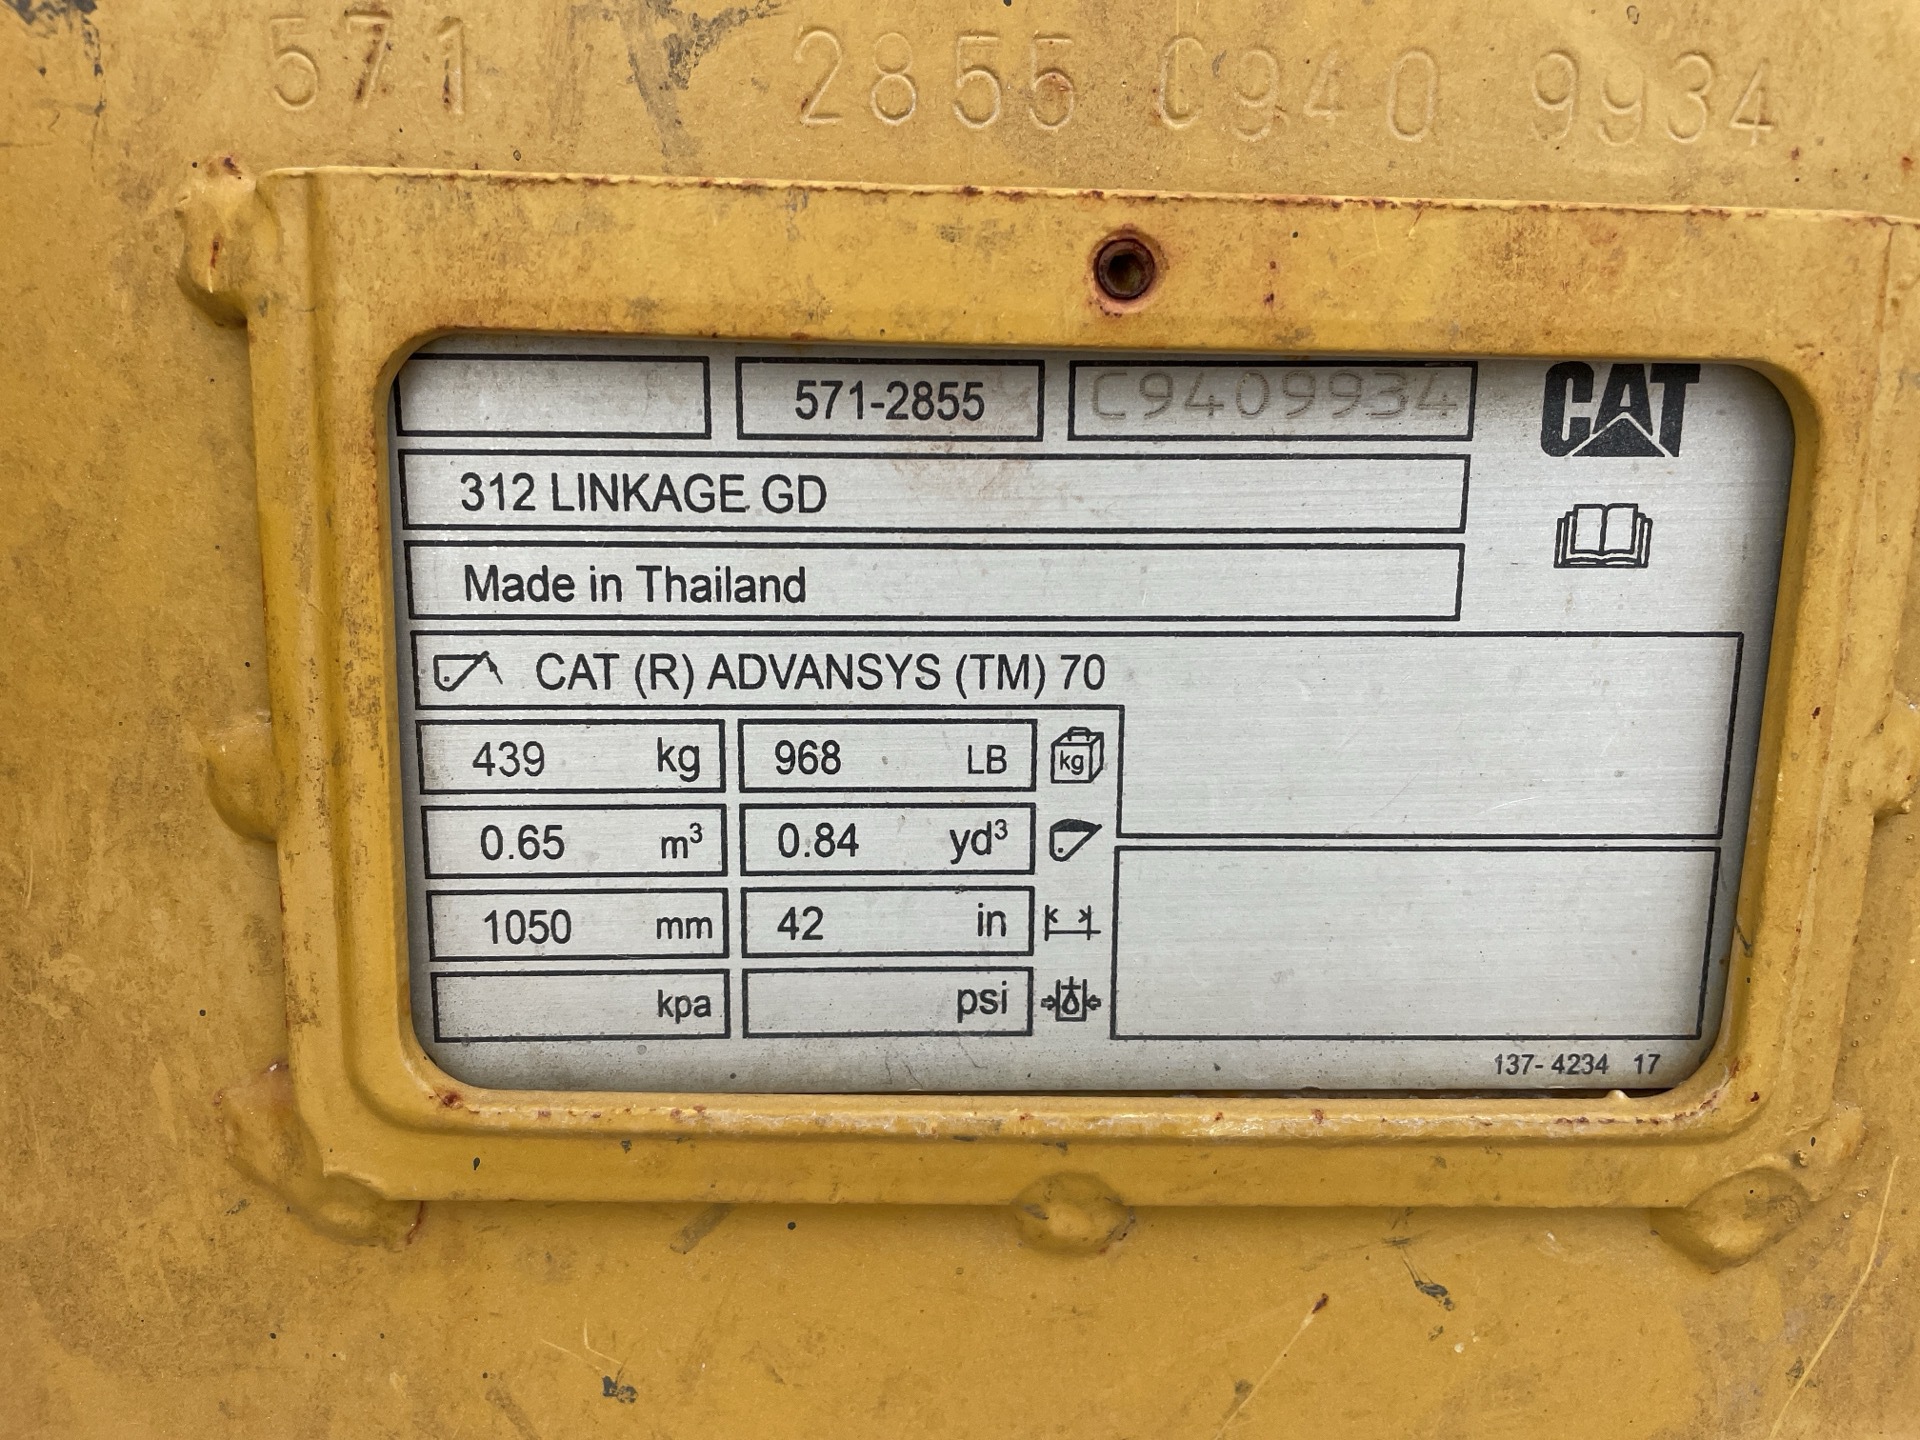 571 2855 C940 9934
571-2855 C9409934 CAT
312 LINKAGE GD
Made in Thailand
CAT (R) ADVANSYS (TM) 70
439 kg 968 LB kg
0.65 m³ 0.84 yd³
1050 mm 42 in
kpa psi
137-4234 17